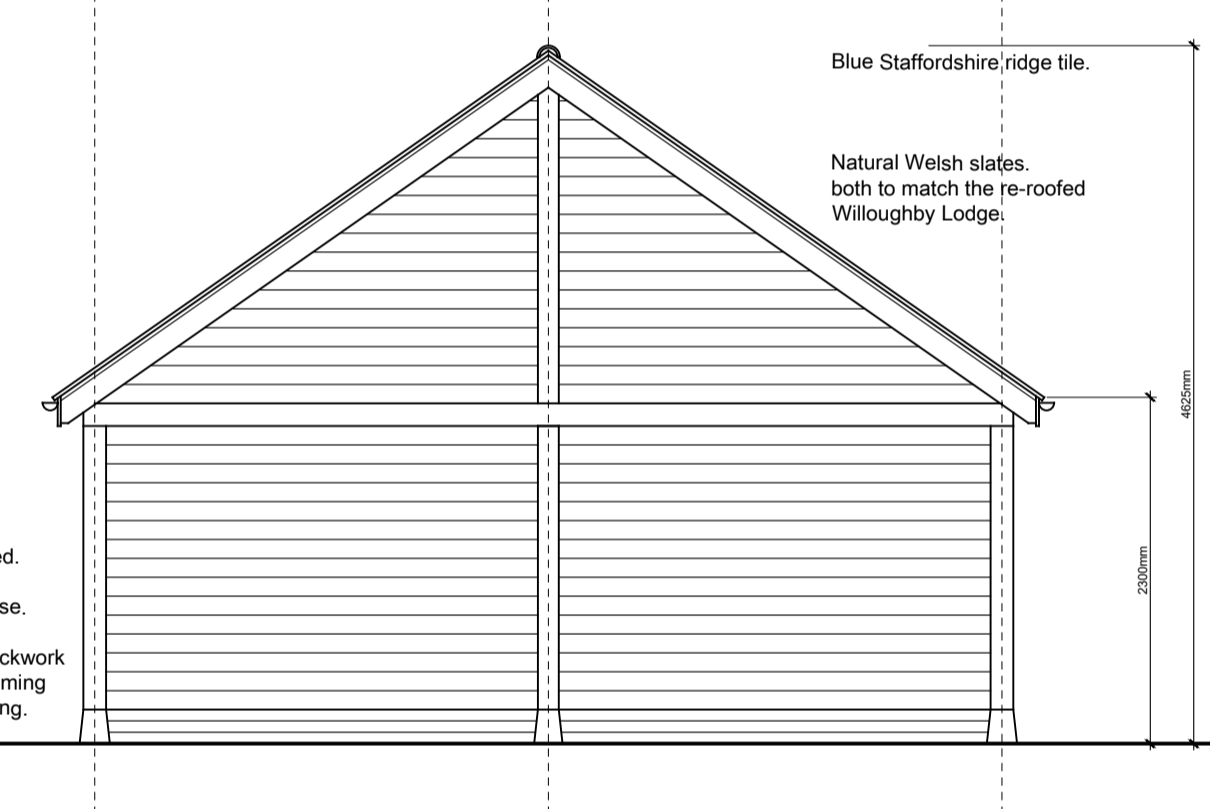 Blue Staffordshire ridge tile.
Natural Welsh slates.
both to match the re-roofed
Willoughby Lodge.
4625mm
2300mm
ed.
se.
ckwork
ming
ng.